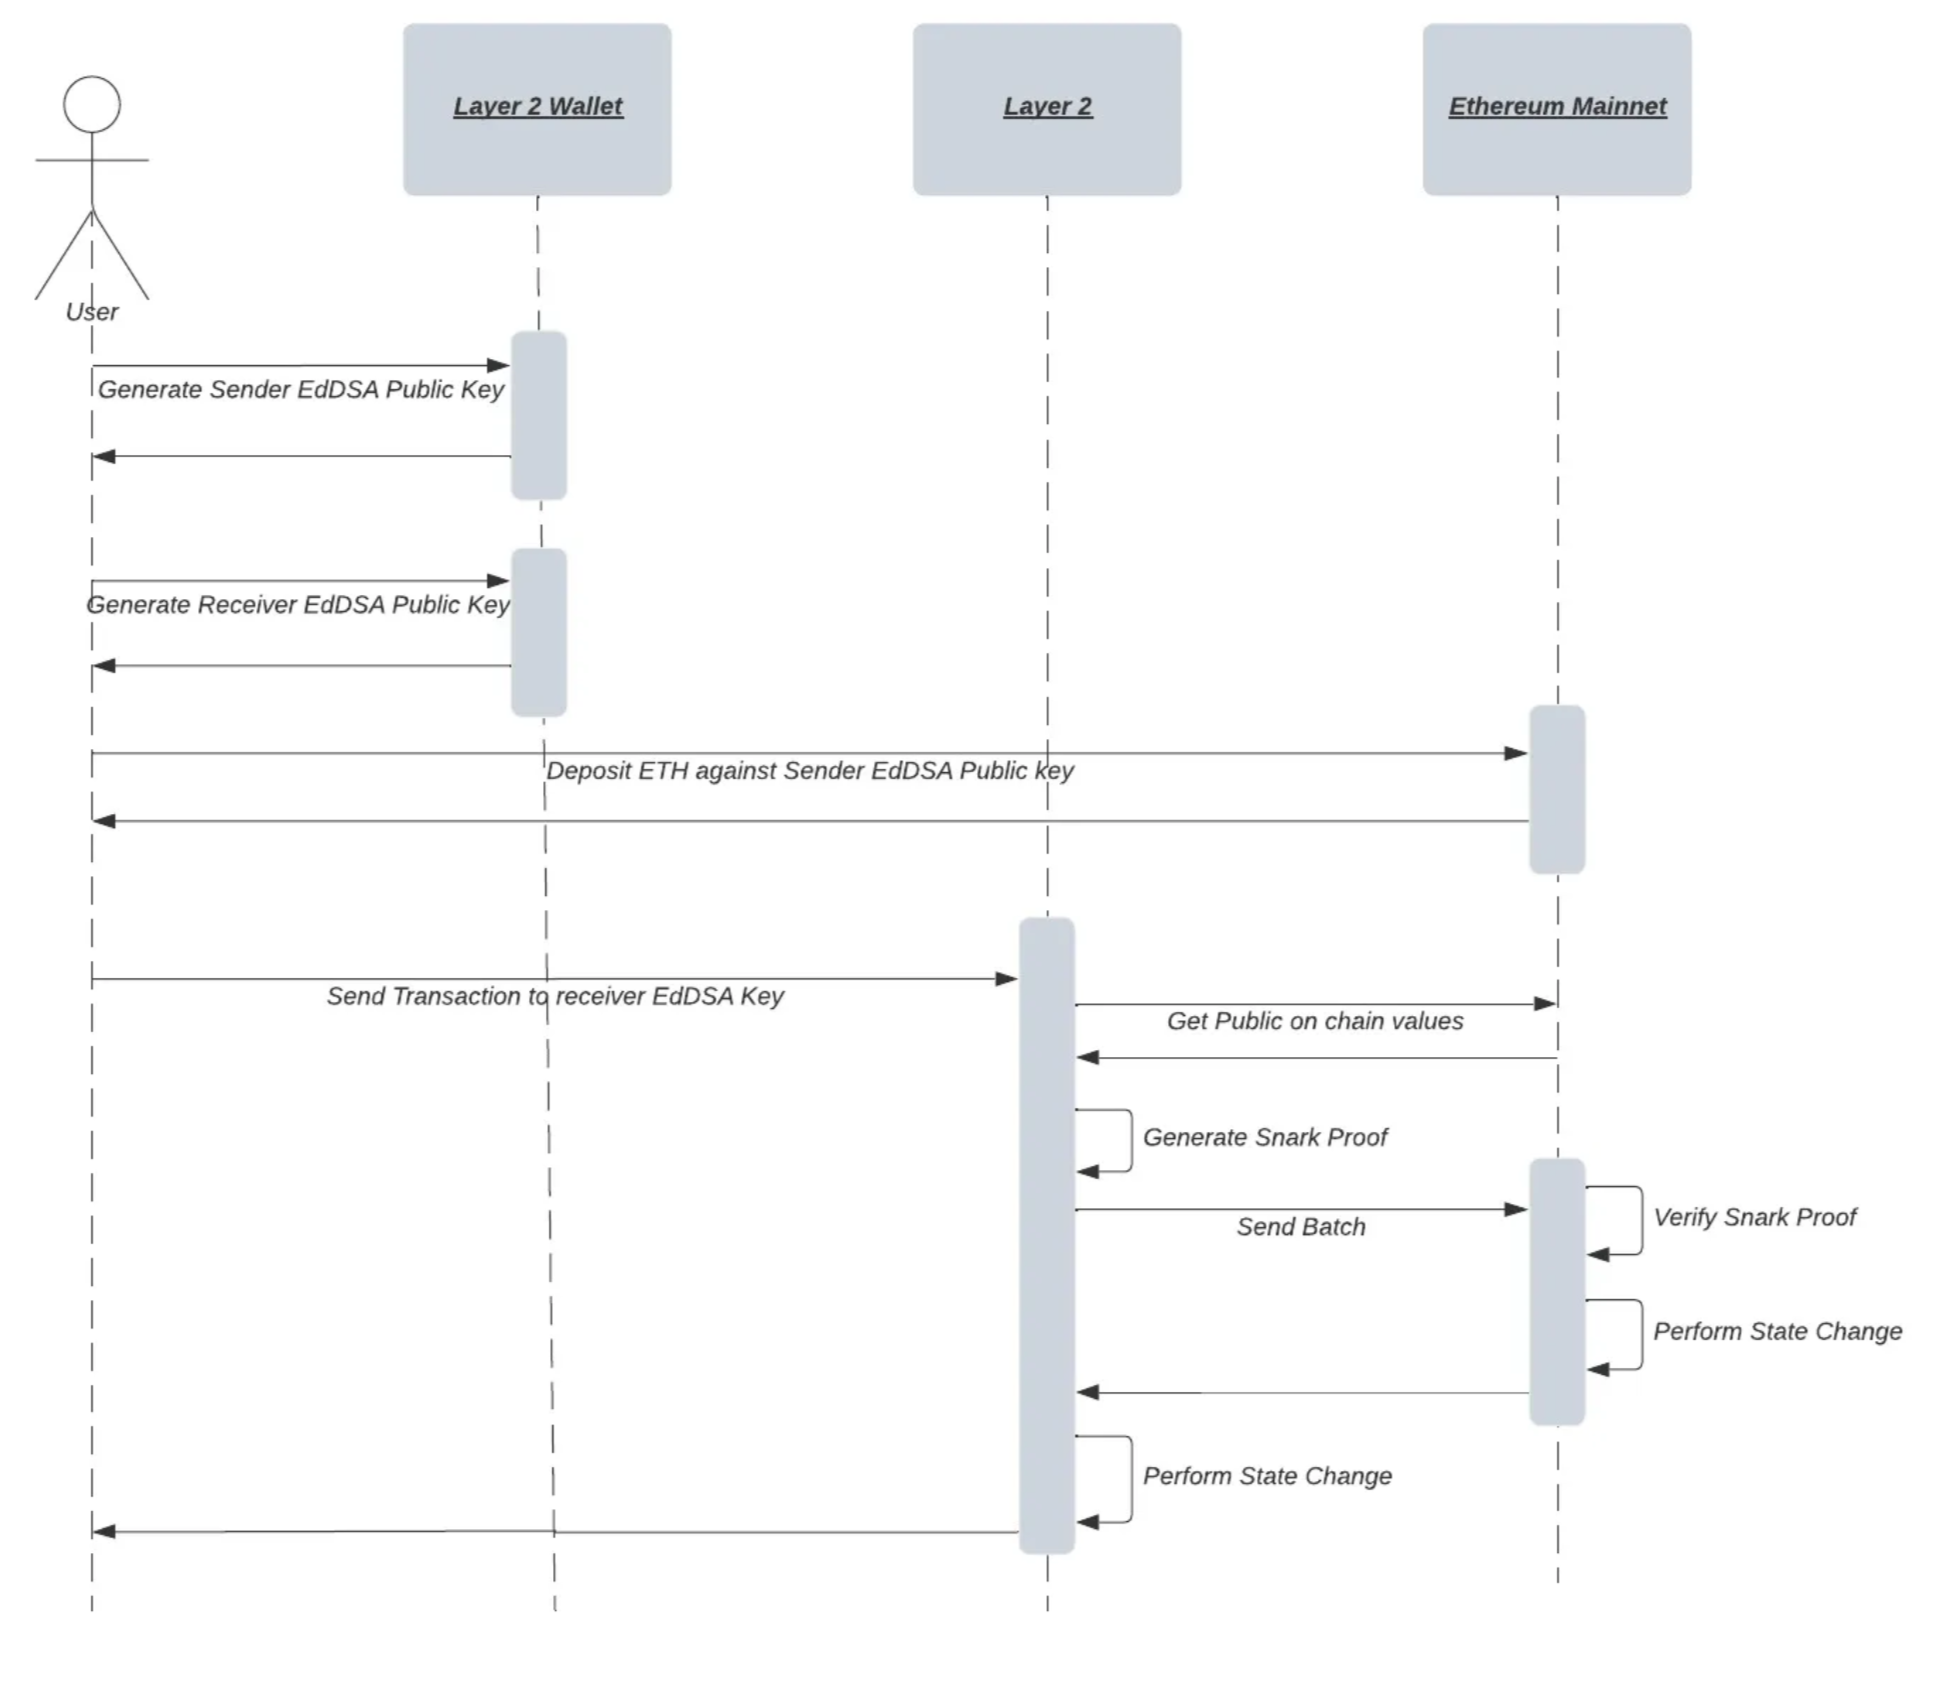 Layer 2 Wallet
Layer 2
Ethereum Mainnet
User
Generate Sender EdDSA Public Key
Generate Receiver EdDSA Public Key
Deposit ETH against Sender EdDSA Public key
Send Transaction to receiver EdDSA Key
Get Public on chain values
Generate Snark Proof
Verify Snark Proof
Send Batch
Perform State Change
Perform State Change